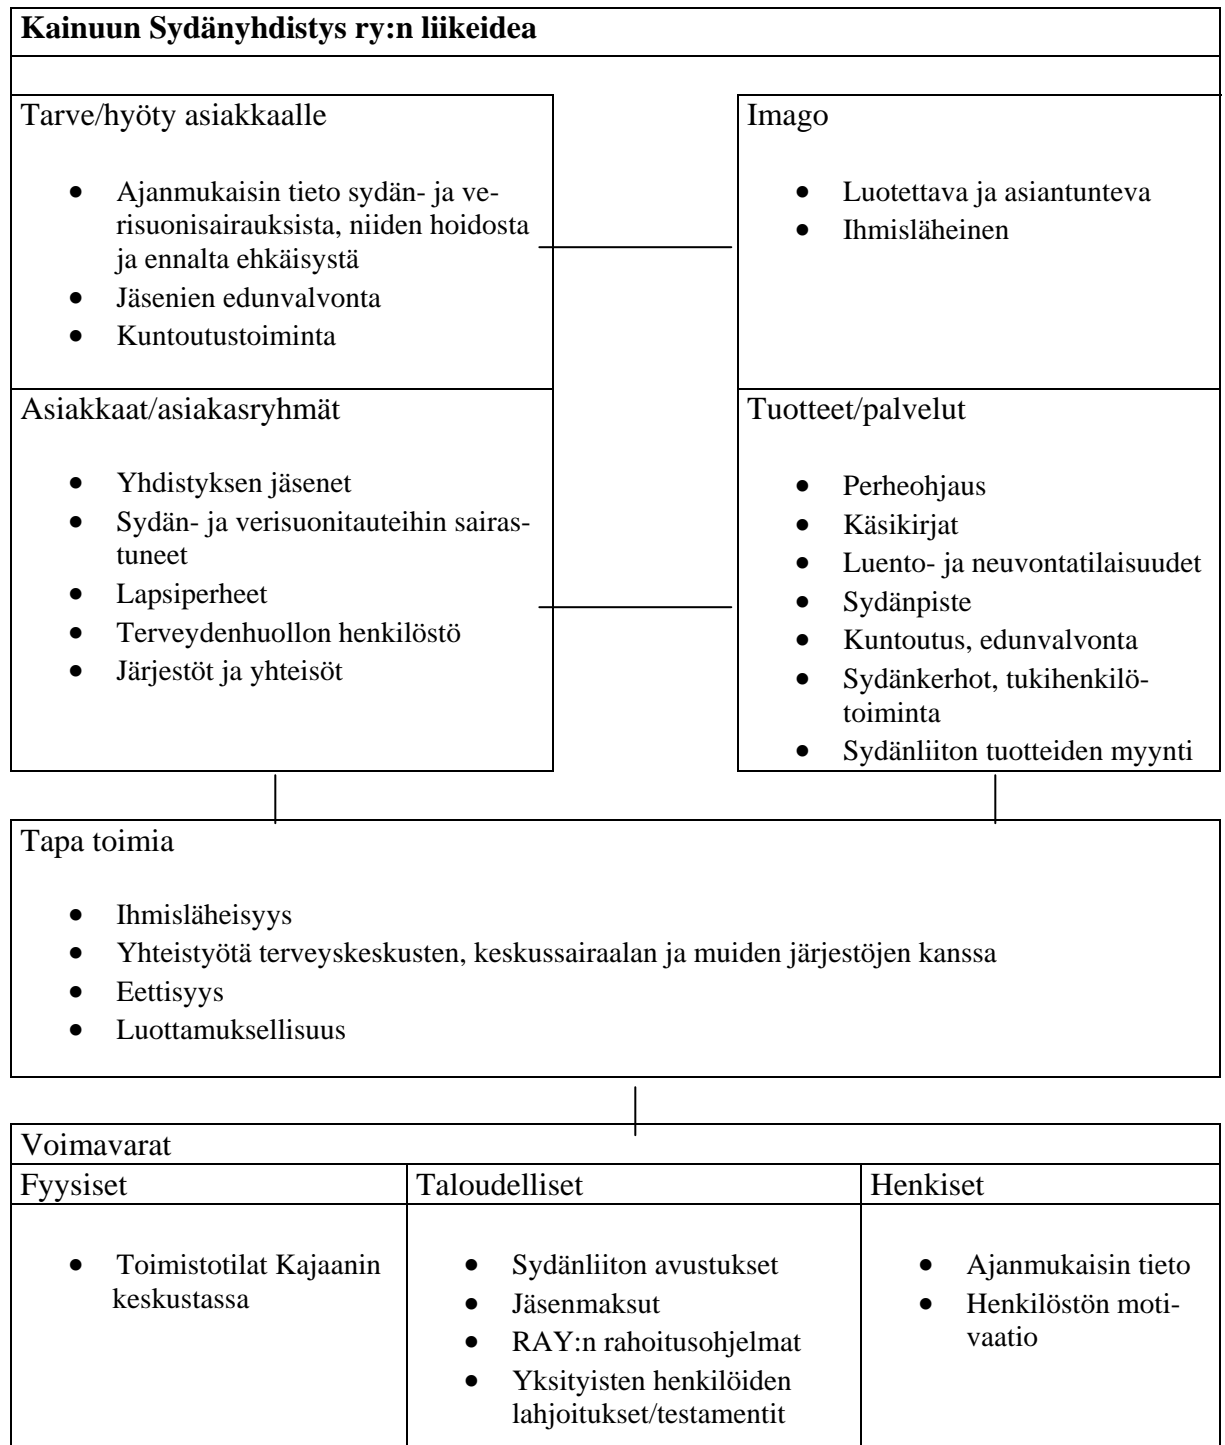 Kainuun Sydänyhdistys ry:n liikeidea
Tarve/hyöty asiakkaalle
• Ajanmukaisin tieto sydän- ja ve-
risuonisairauksista, niiden hoidosta
ja ennalta ehkäisystä
• Jäsenien edunvalvonta
• Kuntoutustoiminta
Imago
• Luotettava ja asiantunteva
• Ihmisläheinen
Asiakkaat/asiakasryhmät
• Yhdistyksen jäsenet
• Sydän- ja verisuonitauteihin sairas-
tuneet
• Lapsiperheet
• Terveydenhuollon henkilöstö
• Järjestöt ja yhteisöt
Tuotteet/palvelut
• Perheohjaus
• Käsikirjat
• Luento- ja neuvontatilaisuudet
• Sydänpiste
• Kuntoutus, edunvalvonta
• Sydänkerhot, tukihenkilö-
toiminta
• Sydänliiton tuotteiden myynti
Tapa toimia
• Ihmisläheisyys
• Yhteistyötä terveyskeskusten, keskussairaalan ja muiden järjestöjen kanssa
• Eettisyys
• Luottamuksellisuus
Voimavarat
Fyysiset
• Toimistotilat Kajaanin
keskustassa
Taloudelliset
• Sydänliiton avustukset
• Jäsenmaksut
• RAY:n rahoitusohjelmat
• Yksityisten henkilöiden
lahjoitukset/testamentit
Henkiset
• Ajanmukaisin tieto
• Henkilöstön moti-
vaatio